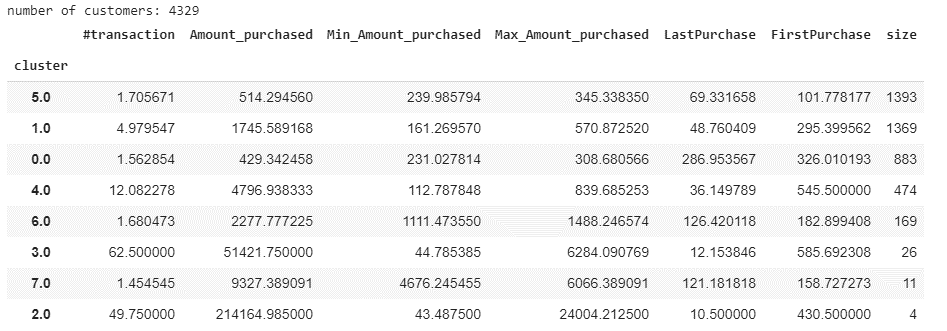 number of customers: 4329
#transaction Amount_purchased Min_Amount_purchased Max_Amount_purchased LastPurchase FirstPurchase size
cluster
5.0 1.705671 514.294560 239.985794 345.338350 69.331658 101.778177 1393
1.0 4.979547 1745.589168 161.269570 570.872520 48.760409 295.399562 1369
0.0 1.562854 429.342458 231.027814 308.680566 286.953567 326.010193 883
4.0 12.082278 4796.938333 112.787848 839.685253 36.149789 545.500000 474
6.0 1.680473 2277.777225 1111.473550 1488.246574 126.420118 182.899408 169
3.0 62.500000 51421.750000 44.785385 6284.090769 12.153846 585.692308 26
7.0 1.454545 9327.389091 4676.245455 6066.389091 121.181818 158.727273 11
2.0 49.750000 214164.985000 43.487500 24004.212500 10.500000 430.500000 4